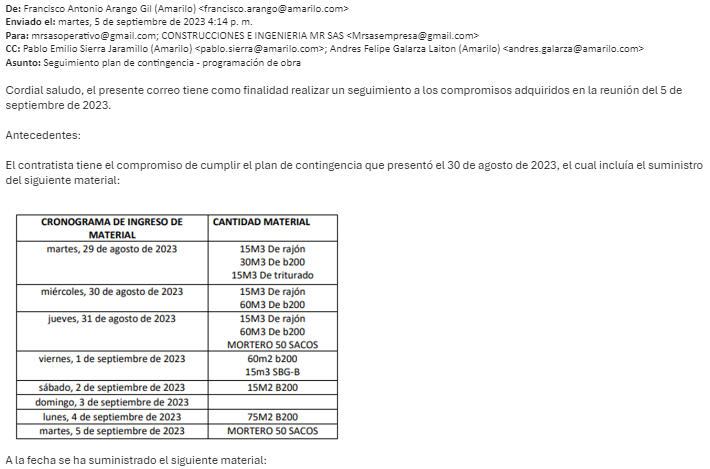 De: Francisco Antonio Arango Gil (Amarilo) <francisco.arango@amarilo.com>
Enviado el: martes, 5 de septiembre de 2023 4:14 p. m.
Para: mrsasoperativo@gmail.com; CONSTRUCCIONES E INGENIERIA MR SAS <Mrsasempresa@gmail.com>
CC: Pablo Emilio Sierra Jaramillo (Amarilo) <pablo.sierra@amarilo.com>; Andres Felipe Galarza Laiton (Amarilo) <andres.galarza@amarilo.com>
Asunto: Seguimiento plan de contingencia - programación de obra
Cordial saludo, el presente correo tiene como finalidad realizar un seguimiento a los compromisos adquiridos en la reunión del 5 de
septiembre de 2023.
Antecedentes:
El contratista tiene el compromiso de cumplir el plan de contingencia que presentó el 30 de agosto de 2023, el cual incluía el suministro
del siguiente material:
CRONOGRAMA DE INGRESO DE
MATERIAL
CANTIDAD MATERIAL
martes, 29 de agosto de 2023
15M3 De rajón
30M3 De b200
15M3 De triturado
miércoles, 30 de agosto de 2023
15M3 De rajón
60M3 De b200
jueves, 31 de agosto de 2023
15M3 De rajón
60M3 De b200
MORTERO 50 SACOS
viernes, 1 de septiembre de 2023
60m2 b200
15m3 SBG-B
sábado, 2 de septiembre de 2023
15M2 B200
domingo, 3 de septiembre de 2023
lunes, 4 de septiembre de 2023
75M2 B200
martes, 5 de septiembre de 2023
MORTERO 50 SACOS
A la fecha se ha suministrado el siguiente material: